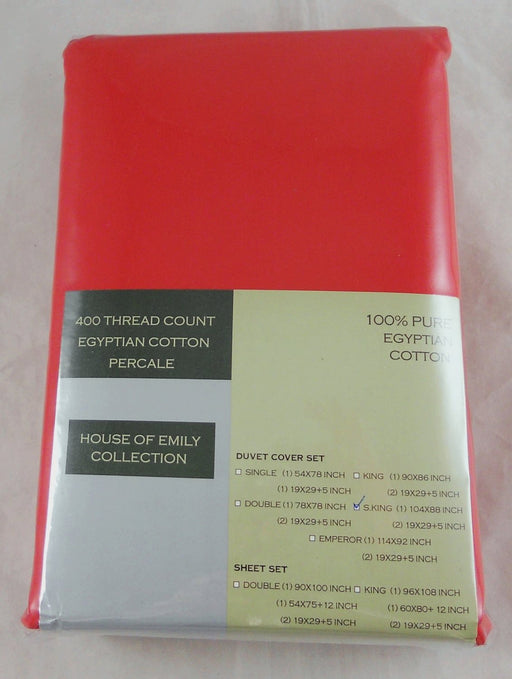 400 THREAD COUNT
EGYPTIAN COTTON
PERCALE
100% PURE
EGYPTIAN
COTTON
HOUSE OF EMILY
COLLECTION
DUVET COVER SET
SINGLE (1) 54X78 INCH KING (1) 90X86 INCH
(1) 19X29+5 INCH (2) 19X29+5 INCH
DOUBLE (1) 78X78 INCH S.KING (1) 104X88 INCH
(2) 19X29+5 INCH (2) 19X29+5 INCH
EMPEROR (1) 114X92 INCH
(2) 19X29+5 INCH
SHEET SET
DOUBLE (1) 90X100 INCH KING (1) 96X108 INCH
(1) 54X75+12 INCH (1) 60X80+ 12 INCH
(2) 19X29+5 INCH (2) 19X29+5 INCH